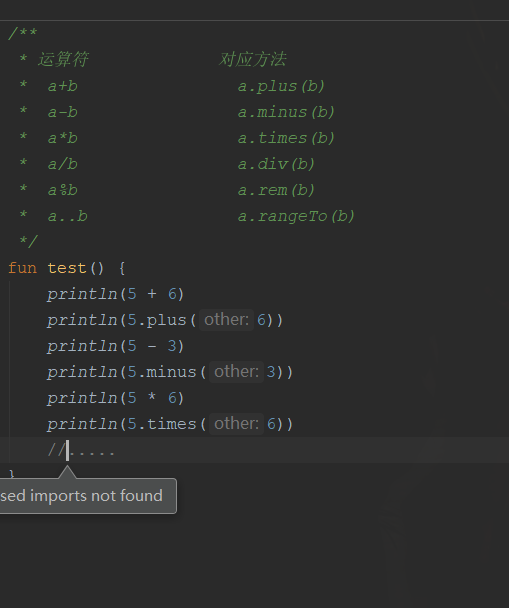 /**
 * 运算符 对应方法
 * a+b a.plus(b)
 * a-b a.minus(b)
 * a*b a.times(b)
 * a/b a.div(b)
 * a%b a.rem(b)
 * a..b a.rangeTo(b)
 */
fun test() {
println(5 + 6)
println(5.plus( other: 6))
println(5 - 3)
println(5.minus( other: 3))
println(5 * 6)
println(5.times( other: 6))
//.....
}
sed imports not found